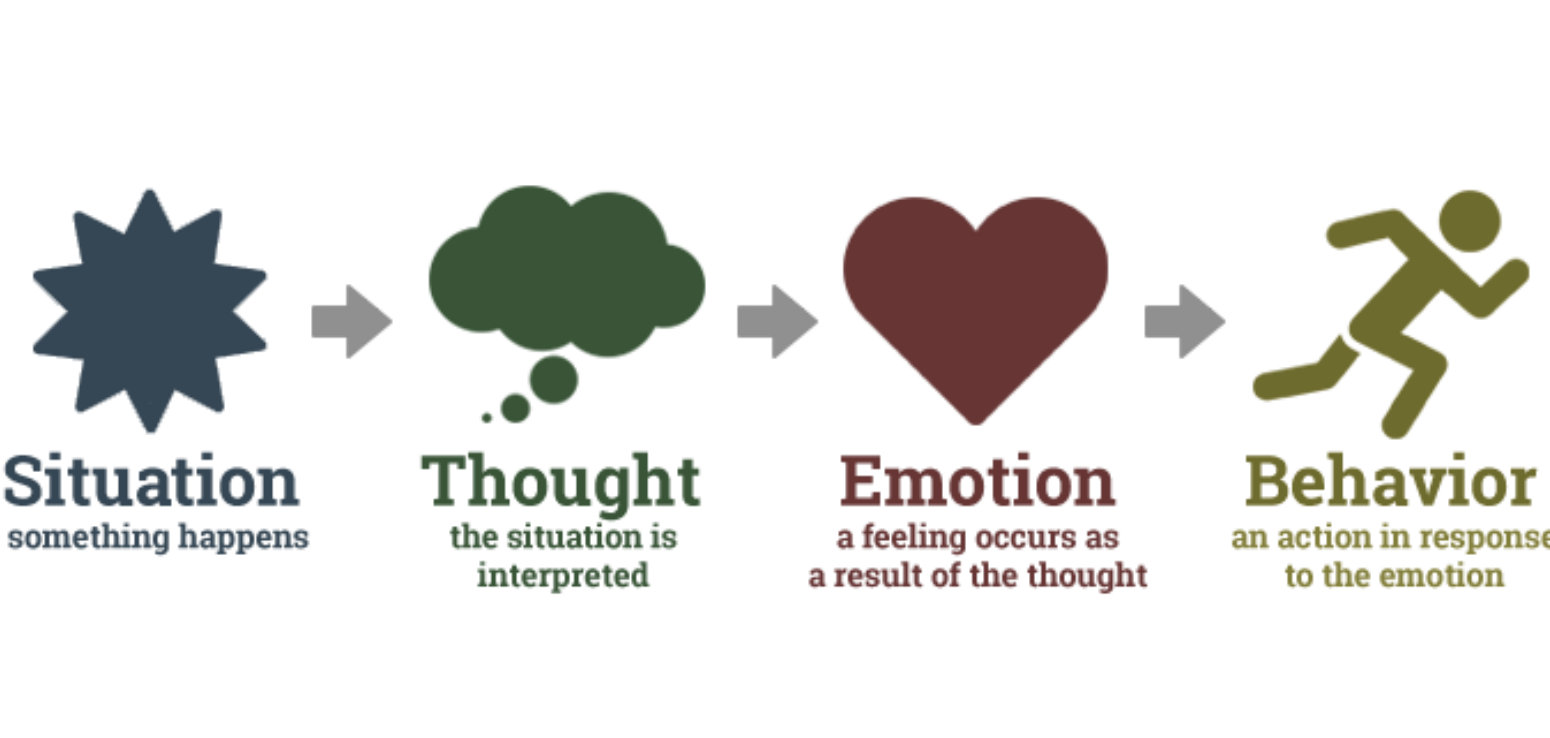 Situation
something happens
Thought
the situation is
interpreted
Emotion
a feeling occurs as
a result of the thought
Behavior
an action in response
to the emotion